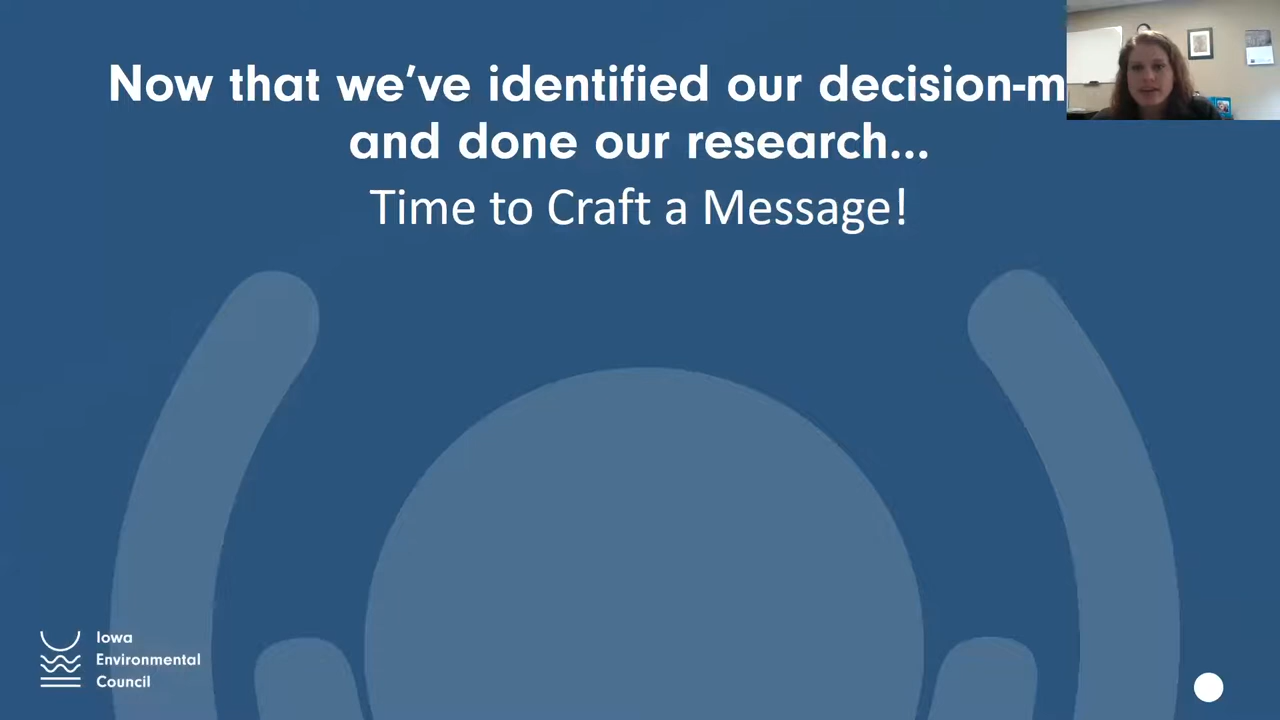 Now that we've identified our decision-m
and done our research...
Time to Craft a Message!
Iowa
Environmental
Council